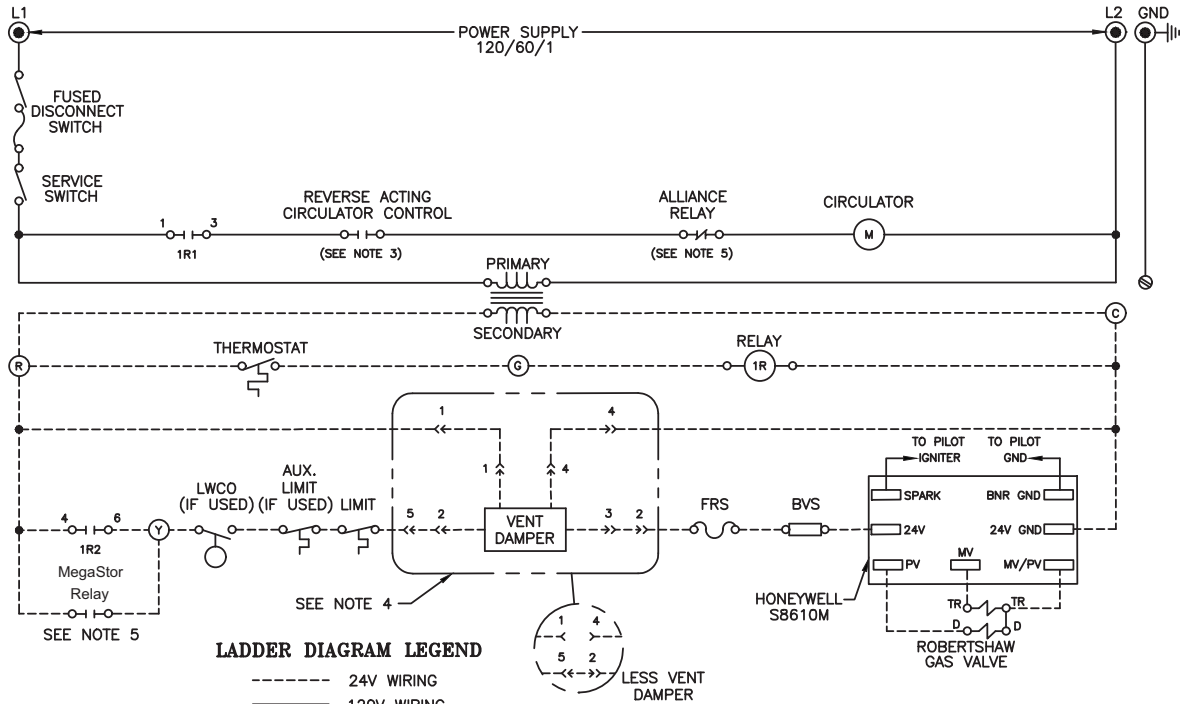 L1
L2 GND
POWER SUPPLY
120/60/1
FUSED
DISCONNECT
SWITCH
SERVICE
SWITCH
1 3
1R1
REVERSE ACTING
CIRCULATOR CONTROL
(SEE NOTE 3)
ALLIANCE
RELAY
(SEE NOTE 5)
CIRCULATOR
M
PRIMARY
SECONDARY
C
R
THERMOSTAT
G
RELAY
1R
1
4
1
4
TO PILOT
IGNITER
TO PILOT
GND
4 6
1R2
Y
LWCO
(IF USED)
AUX.
LIMIT
(IF USED)
LIMIT
5 2
VENT
DAMPER
3 2
FRS
BVS
SPARK
BNR GND
24V
24V GND
PV
MV
MV/PV
MegaStor
Relay
SEE NOTE 5
SEE NOTE 4
HONEYWELL
S8610M
TR
TR
D
D
ROBERTSHAW
GAS VALVE
1 4
5 2
LESS VENT
DAMPER
LADDER DIAGRAM LEGEND
24V WIRING
120V WIRING